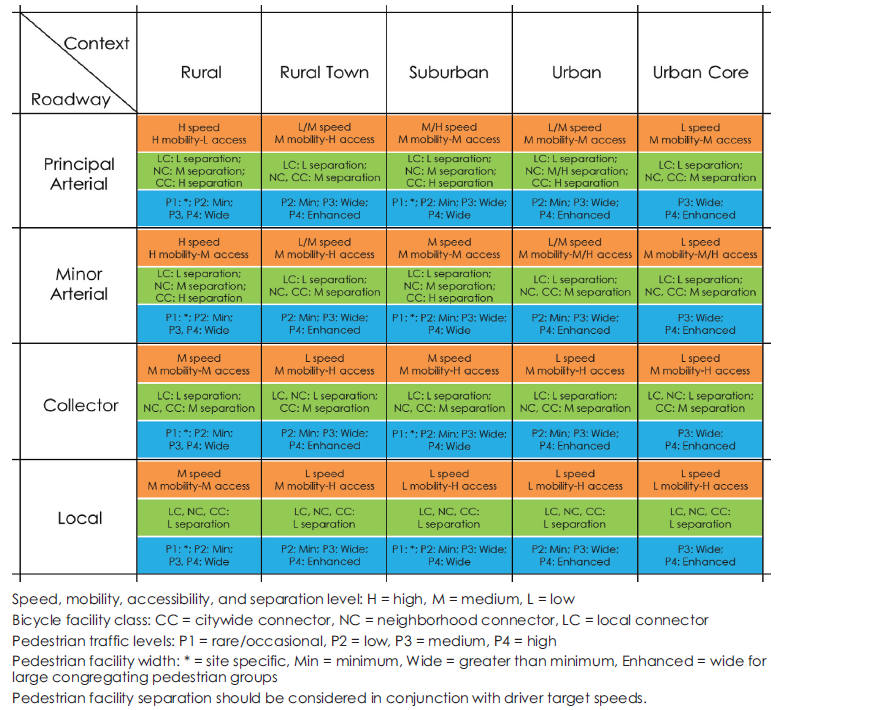 Context
Roadway
Rural
Rural Town
Suburban
Urban
Urban Core
Principal
Arterial
H speed
H mobility-L access
LC: L separation;
NC: M separation;
CC: H separation
P1: *; P2: Min;
P3, P4: Wide
L/M speed
M mobility-H access
LC: L separation;
NC, CC: M separation
P2: Min; P3: Wide;
P4: Enhanced
M/H speed
M mobility-M access
LC: L separation;
NC: M separation;
CC: H separation
P1: *; P2: Min; P3: Wide;
P4: Wide
L/M speed
M mobility-M access
LC: L separation;
NC: M/H separation;
CC: H separation
P2: Min; P3: Wide;
P4: Enhanced
L speed
M mobility-M access
LC: L separation;
NC, CC: M separation
P3: Wide;
P4: Enhanced
Minor
Arterial
H speed
H mobility-M access
LC: L separation;
NC: M separation;
CC: H separation
P1: *; P2: Min;
P3, P4: Wide
L/M speed
M mobility-H access
LC: L separation;
NC, CC: M separation
P2: Min; P3: Wide;
P4: Enhanced
M speed
M mobility-M access
LC: L separation;
NC: M separation;
CC: H separation
P1: *; P2: Min; P3: Wide;
P4: Wide
L/M speed
M mobility-M/H access
LC: L separation;
NC, CC: M separation
P2: Min; P3: Wide;
P4: Enhanced
L speed
M mobility-M/H access
LC: L separation;
NC, CC: M separation
P3: Wide;
P4: Enhanced
Collector
M speed
M mobility-M access
LC: L separation;
NC, CC: M separation
P1: *; P2: Min;
P3, P4: Wide
L speed
M mobility-H access
LC, NC: L separation;
CC: M separation
P2: Min; P3: Wide;
P4: Enhanced
M speed
M mobility-H access
LC: L separation;
NC, CC: M separation
P1: *; P2: Min; P3: Wide;
P4: Wide
L speed
M mobility-H access
LC: L separation;
NC, CC: M separation
P2: Min; P3: Wide;
P4: Enhanced
L speed
M mobility-H access
LC, NC: L separation;
CC: M separation
P3: Wide;
P4: Enhanced
Local
M speed
M mobility-M access
LC, NC, CC:
L separation
P1: *; P2: Min;
P3, P4: Wide
L speed
M mobility-H access
LC, NC, CC:
L separation
P2: Min; P3: Wide;
P4: Enhanced
L speed
L mobility-H access
LC, NC, CC:
L separation
P1: *; P2: Min; P3: Wide;
P4: Wide
L speed
L mobility-H access
LC, NC, CC:
L separation
P2: Min; P3: Wide;
P4: Enhanced
L speed
L mobility-H access
LC, NC, CC:
L separation
P3: Wide;
P4: Enhanced
Speed, mobility, accessibility, and separation level: H = high, M = medium, L = low
Bicycle facility class: CC = citywide connector, NC = neighborhood connector, LC = local connector
Pedestrian traffic levels: P1 = rare/occasional, P2 = low, P3 = medium, P4 = high
Pedestrian facility width: * = site specific, Min = minimum, Wide = greater than minimum, Enhanced = wide for
large congregating pedestrian groups
Pedestrian facility separation should be considered in conjunction with driver target speeds.